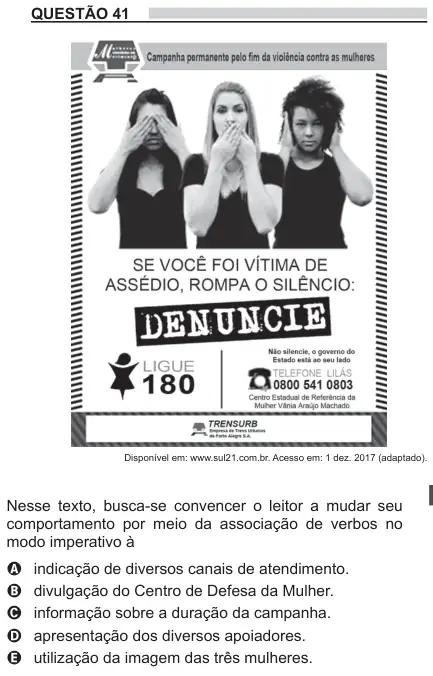 QUESTÃO 41
Mulheres
Campanha permanente pelo fim da violência contra as mulheres
SE VOCÊ FOI VÍTIMA DE
ASSÉDIO, ROMPA O SILÊNCIO:
DENUNCIE
Não silencie, o governo do
Estado está ao seu lado
LIGUE
180
TELEFONE LILÁS
0800 541 0803
Centro Estadual de Referência da
Mulher Vânia Araújo Machado
TRENSURB
Empresa de Trens Urbanos
de Porto Alegre S.A.
Disponível em: www.sul21.com.br. Acesso em: 1 dez. 2017 (adaptado).
Nesse texto, busca-se convencer o leitor a mudar seu
comportamento por meio da associação de verbos no
modo imperativo à
A indicação de diversos canais de atendimento.
B divulgação do Centro de Defesa da Mulher.
C informação sobre a duração da campanha.
D apresentação dos diversos apoiadores.
E utilização da imagem das três mulheres.